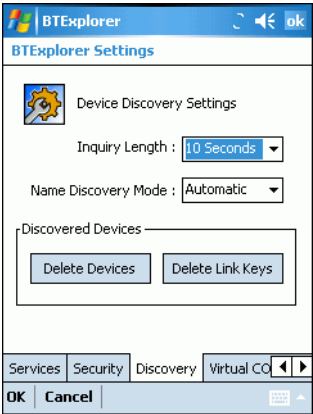 BTExplorer ok
BTExplorer Settings
Device Discovery Settings
Inquiry Length : 10 Seconds
Name Discovery Mode : Automatic
Discovered Devices
Delete Devices Delete Link Keys
Services Security Discovery Virtual CO
OK Cancel